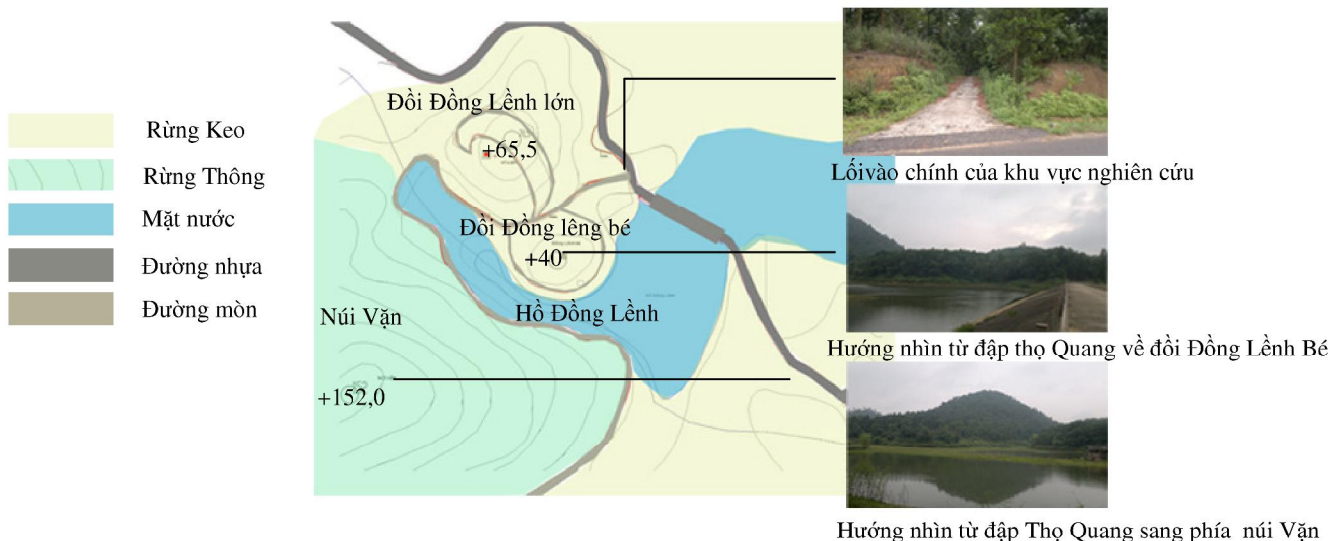 Rừng Keo
Rừng Thông
Mặt nước
Đường nhựa
Đường mòn
Đồi Đồng Lềnh lớn
+65,5
Đồi Đồng lêng bé
+40
Hồ Đồng Lềnh
Núi Vặn
+152,0
Lốivào chính của khu vực nghiên cứu
Hướng nhìn từ đập thọ Quang về đồi Đồng Lềnh Bé
Hướng nhìn từ đập Thọ Quang sang phía núi Vặn